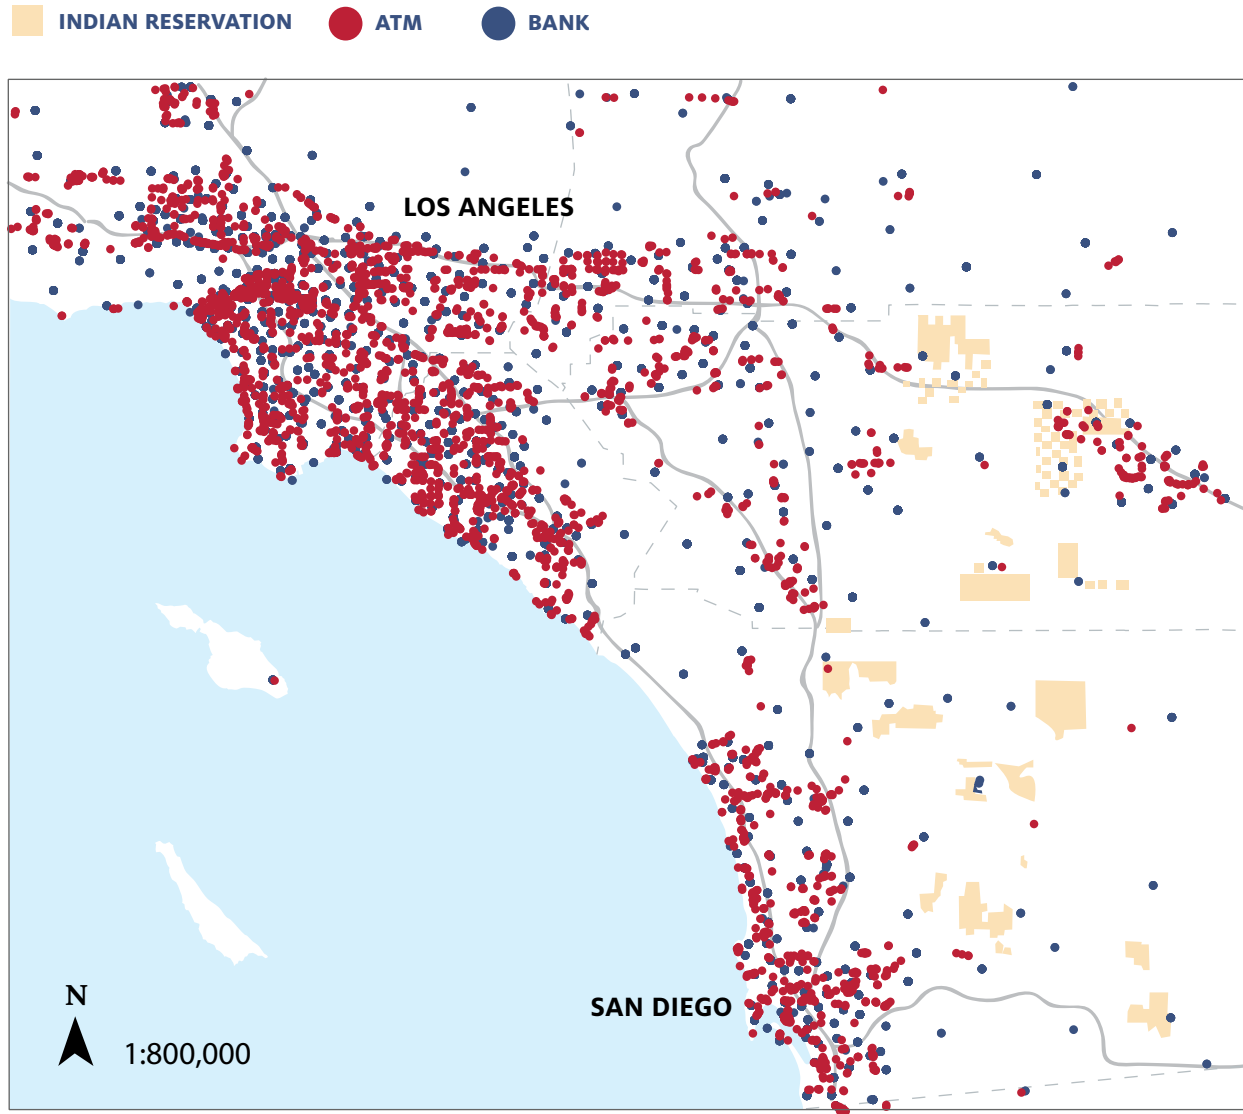 INDIAN RESERVATION ATM BANK
LOS ANGELES
SAN DIEGO
N
1:800,000